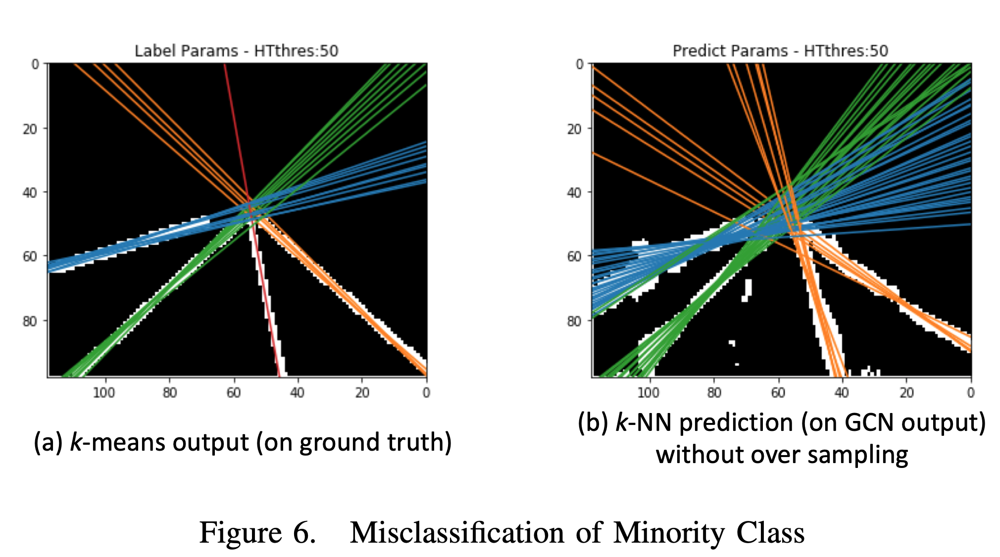 Label Params - HTthres:50
0
20
40
60
80
100 80 60 40 20 0
(a) k-means output (on ground truth)
Predict Params - HTthres:50
0
20
40
60
80
100 80 60 40 20 0
(b) k-NN prediction (on GCN output)
without over sampling
Figure 6. Misclassification of Minority Class